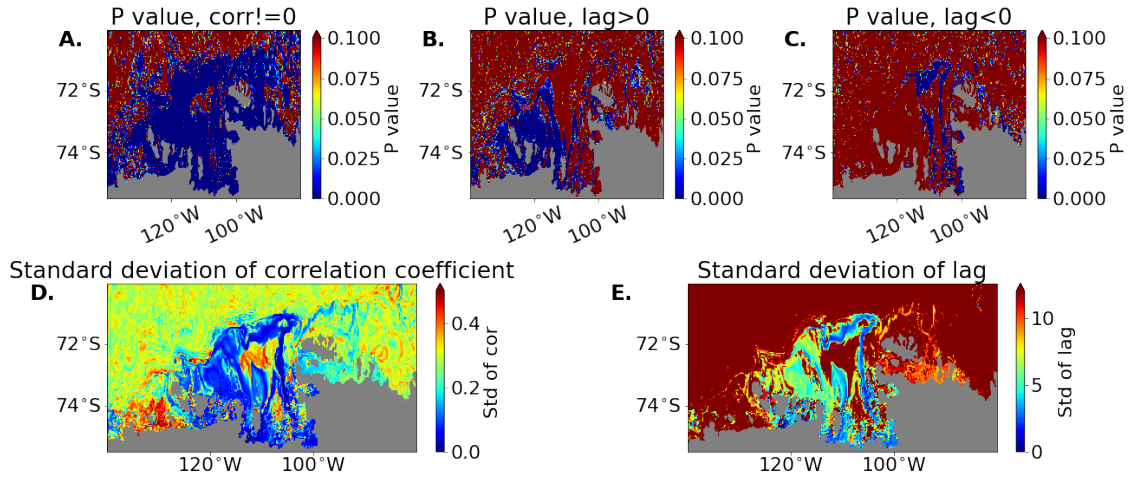 P value, corr!=0
P value, lag>0
P value, lag<0
A.
B.
C.
72°S
74°S
120°W
100°W
0.100
0.075
0.050
0.025
0.000
P value
72°S
74°S
120°W
100°W
0.100
0.075
0.050
0.025
0.000
P value
72°S
74°S
120°W
100°W
0.100
0.075
0.050
0.025
0.000
P value
Standard deviation of correlation coefficient
Standard deviation of lag
D.
E.
72°S
74°S
120°W
100°W
0.4
0.2
0.0
Std of cor
72°S
74°S
120°W
100°W
10
5
0
Std of lag